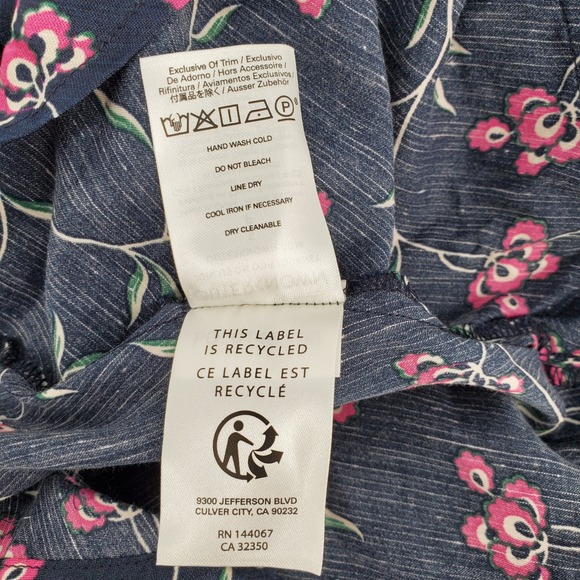 Exclusive Of Trim / Exclusivo
De Adorno / Hors Accessoire /
Rifinitura / Aviamentos Exclusivos /
付属品を除く / Ausser Zubehör
P
HAND WASH COLD
DO NOT BLEACH
LINE DRY
COOL IRON IF NECESSARY
DRY CLEANABLE
THIS LABEL
IS RECYCLED
CE LABEL EST
RECYCLÉ
9300 JEFFERSON BLVD
CULVER CITY, CA 90232
RN 144067
CA 32350